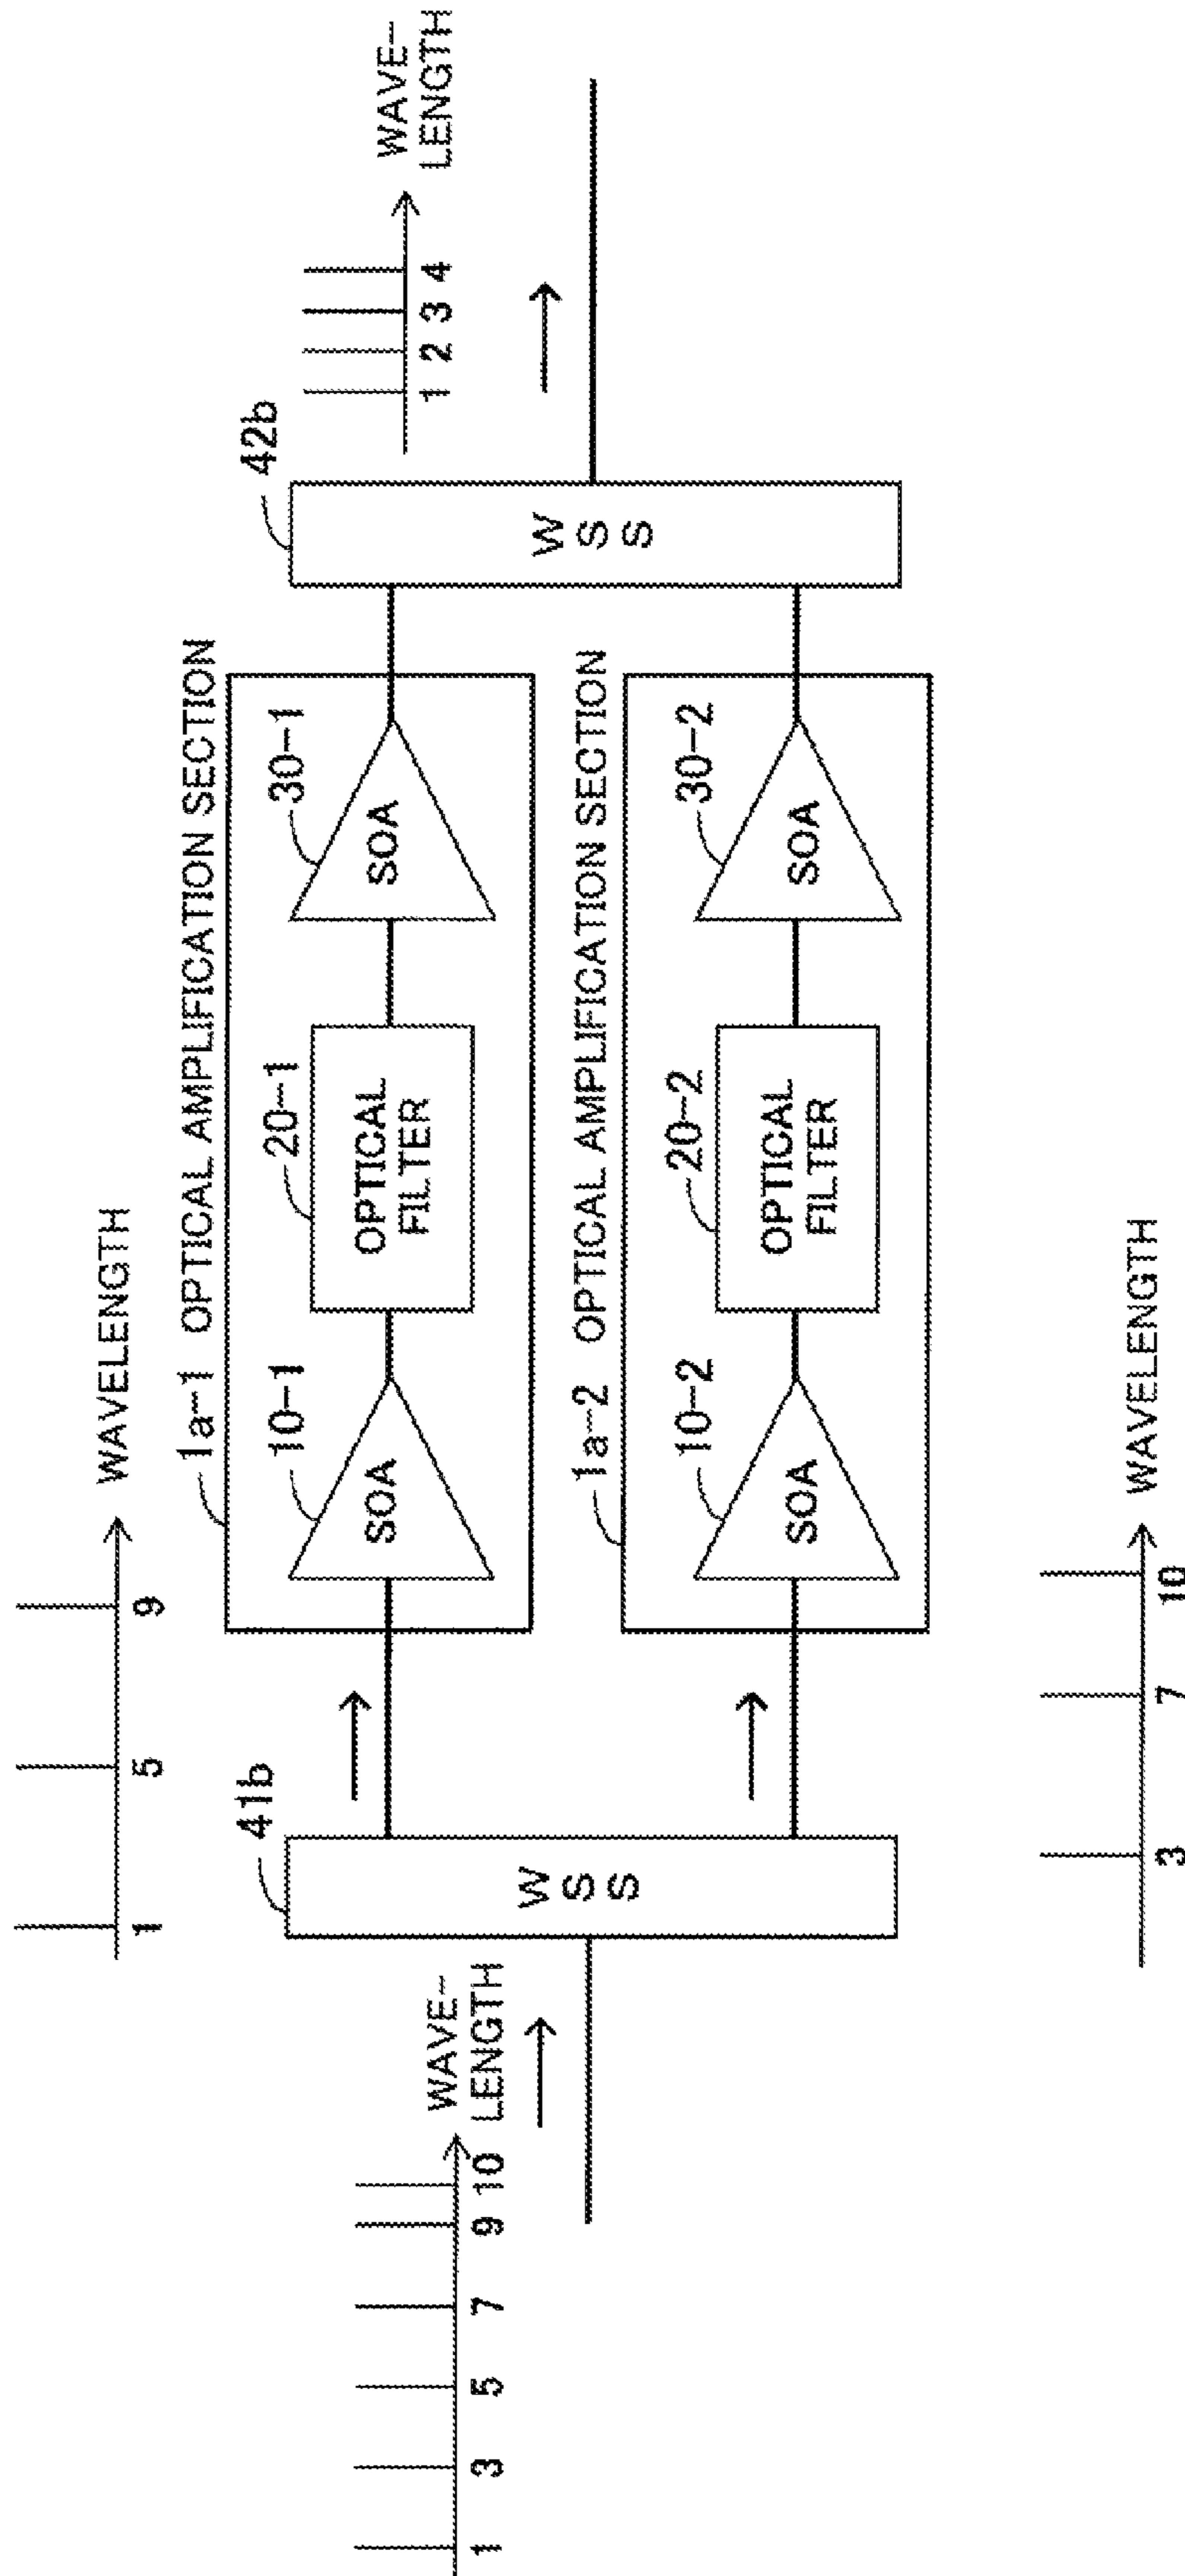 WAVE-
LENGTH
1 3 5 7 9 10
41b
W
S
S
1 5 9
WAVELENGTH
3 7 10
WAVELENGTH
1a-1 OPTICAL AMPLIFICATION SECTION
10-1
SOA
20-1
OPTICAL
FILTER
30-1
SOA
1a-2 OPTICAL AMPLIFICATION SECTION
10-2
SOA
20-2
OPTICAL
FILTER
30-2
SOA
42b
W
S
S
WAVE-
LENGTH
1 2 3 4